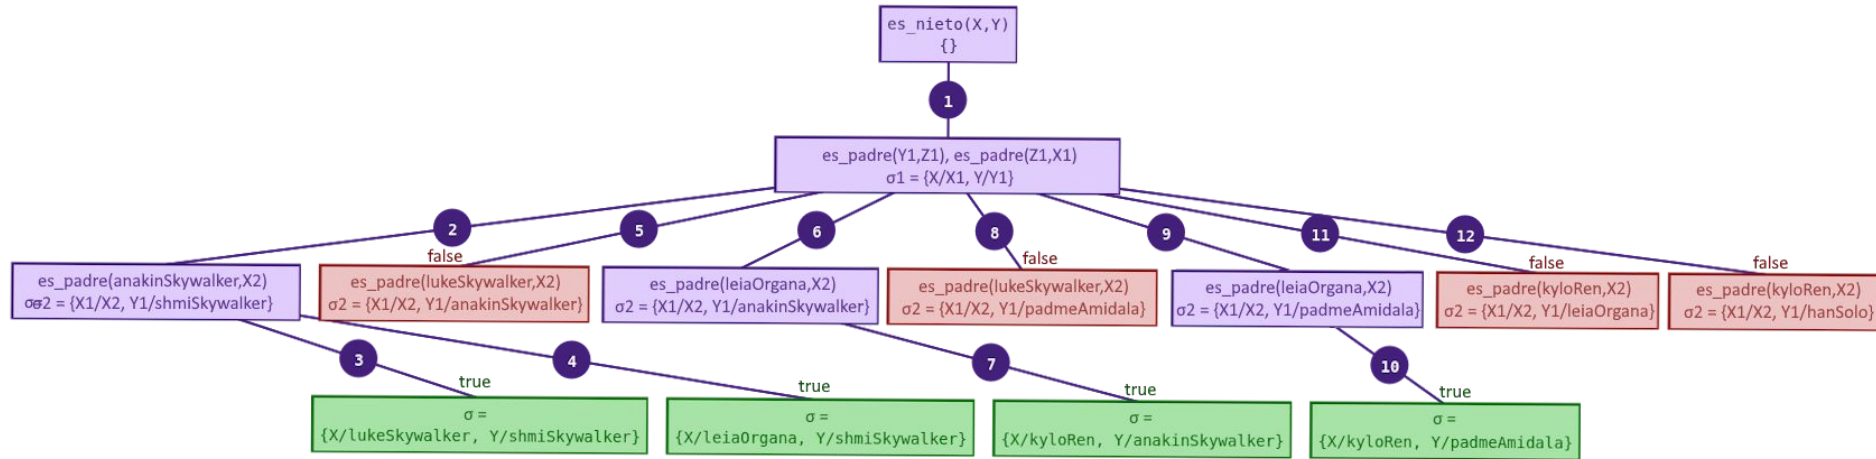 es_nieto(X,Y)
{}
1
es_padre(Y1,Z1), es_padre(Z1,X1)
σ1 = {X/X1, Y/Y1}
2
5
6
8
9
11
12
false
false
false
false
es_padre(anakinSkywalker,X2)
σσ2 = {X1/X2, Y1/shmiSkywalker}
es_padre(lukeSkywalker,X2)
σ2 = {X1/X2, Y1/anakinSkywalker}
es_padre(leiaOrgana,X2)
σ2 = {X1/X2, Y1/anakinSkywalker}
es_padre(lukeSkywalker,X2)
σ2 = {X1/X2, Y1/padmeAmidala}
es_padre(leiaOrgana,X2)
σ2 = {X1/X2, Y1/padmeAmidala}
es_padre(kyloRen,X2)
σ2 = {X1/X2, Y1/leiaOrgana}
es_padre(kyloRen,X2)
σ2 = {X1/X2, Y1/hanSolo}
3
4
7
10
true
true
true
true
σ =
{X/lukeSkywalker, Y/shmiSkywalker}
σ =
{X/leiaOrgana, Y/shmiSkywalker}
σ =
{X/kyloRen, Y/anakinSkywalker}
σ =
{X/kyloRen, Y/padmeAmidala}